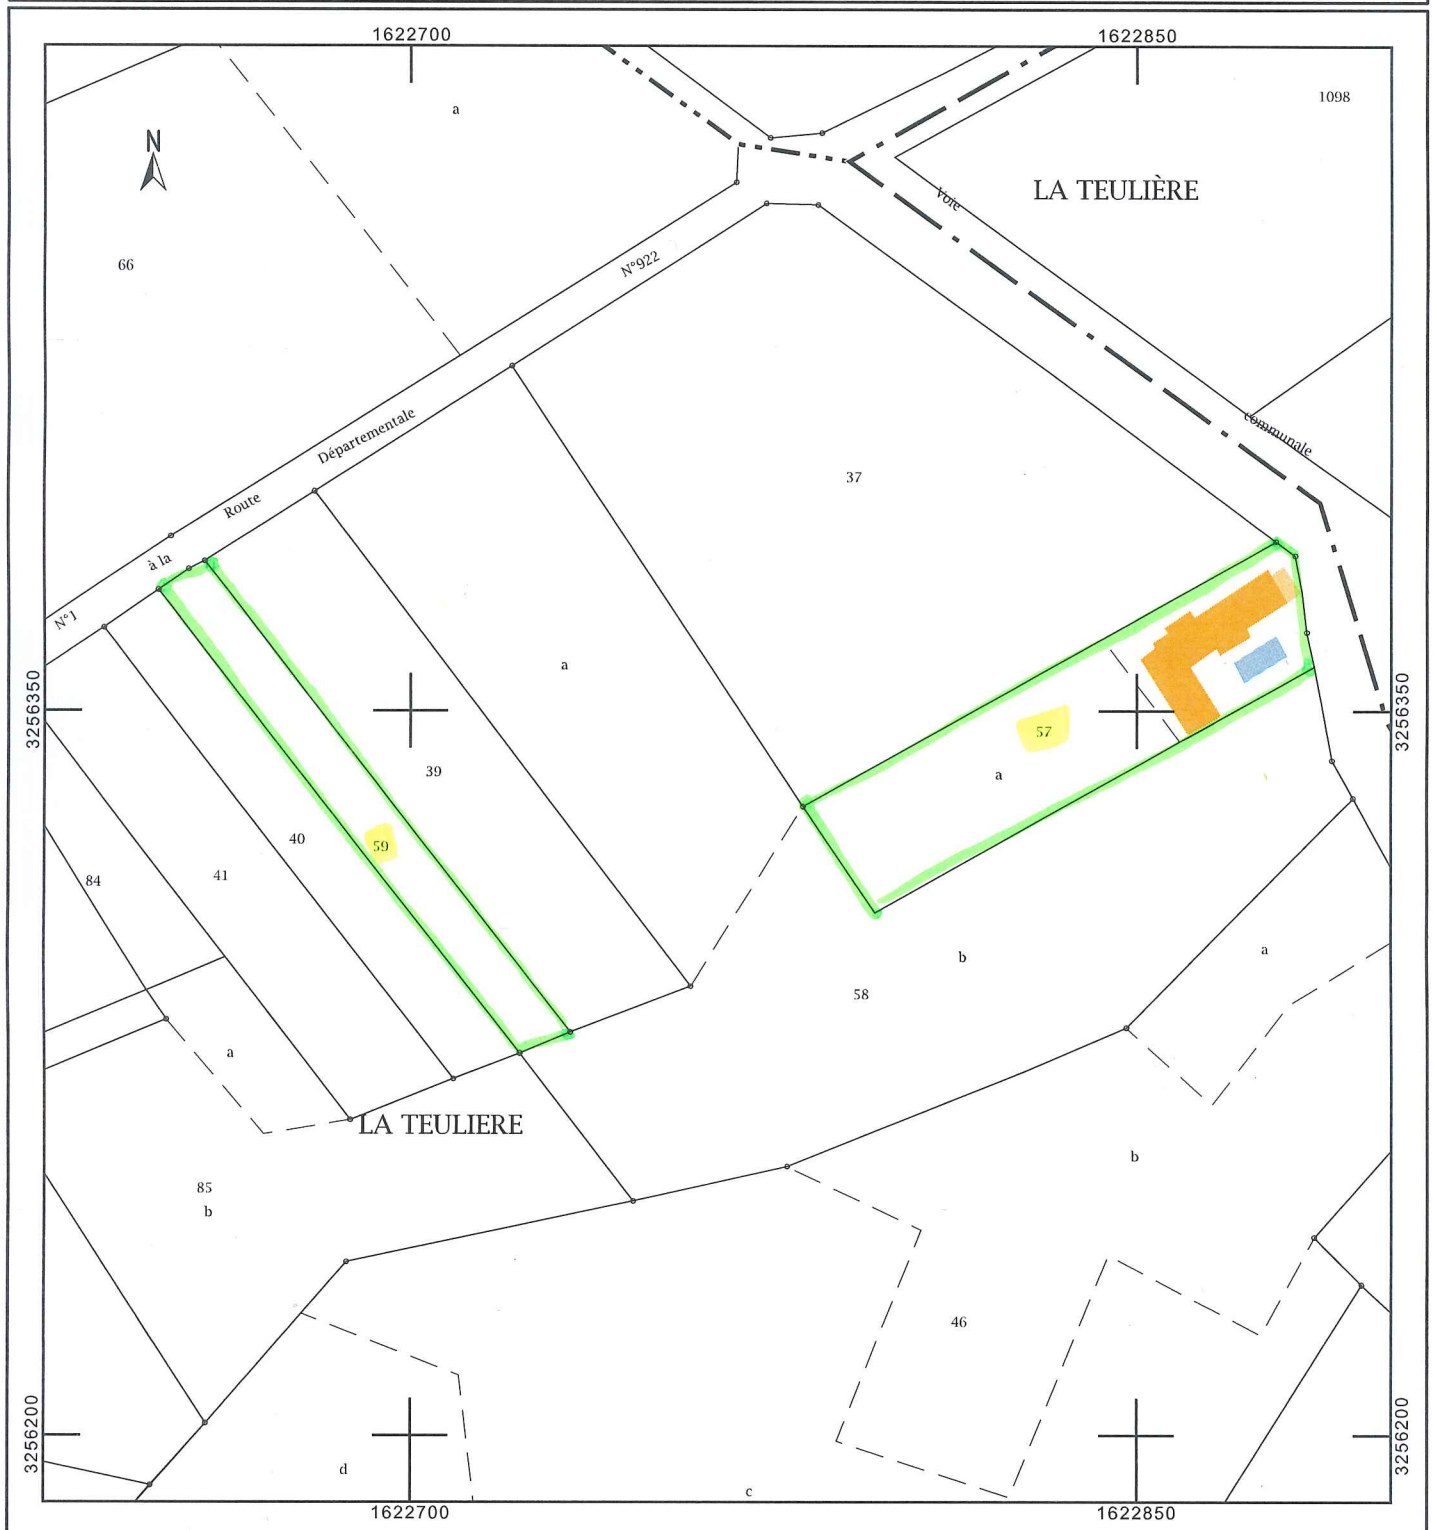 1622700
1622850
a
1098
N
LA TEULIÈRE
Voie
66
N°922
communale
Départementale
37
Route
à la
N°1
a
3256350
3256350
57
39
a
40
59
41
84
b
a
58
a
LA TEULIERE
b
85
b
46
3256200
3256200
d
c
1622700
1622850